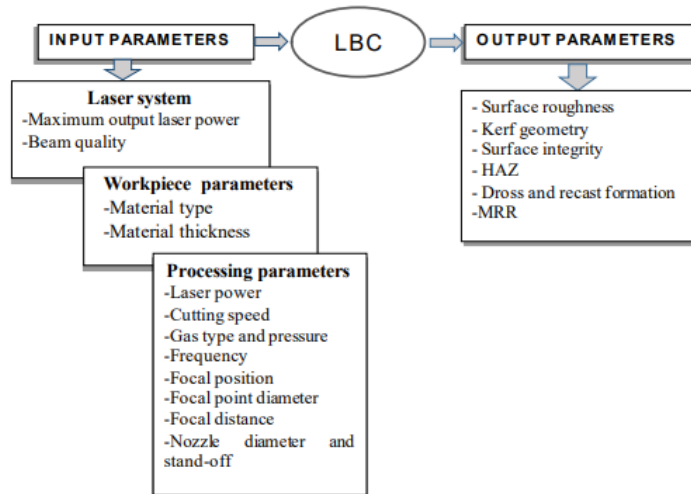 INPUT PARAMETERS
LBC
OUTPUT PARAMETERS
Laser system
-Maximum output laser power
-Beam quality
Workpiece parameters
-Material type
-Material thickness
Processing parameters
-Laser power
-Cutting speed
-Gas type and pressure
-Frequency
-Focal position
-Focal point diameter
-Focal distance
-Nozzle diameter and
stand-off
- Surface roughness
- Kerf geometry
- Surface integrity
- HAZ
- Dross and recast formation
-MRR